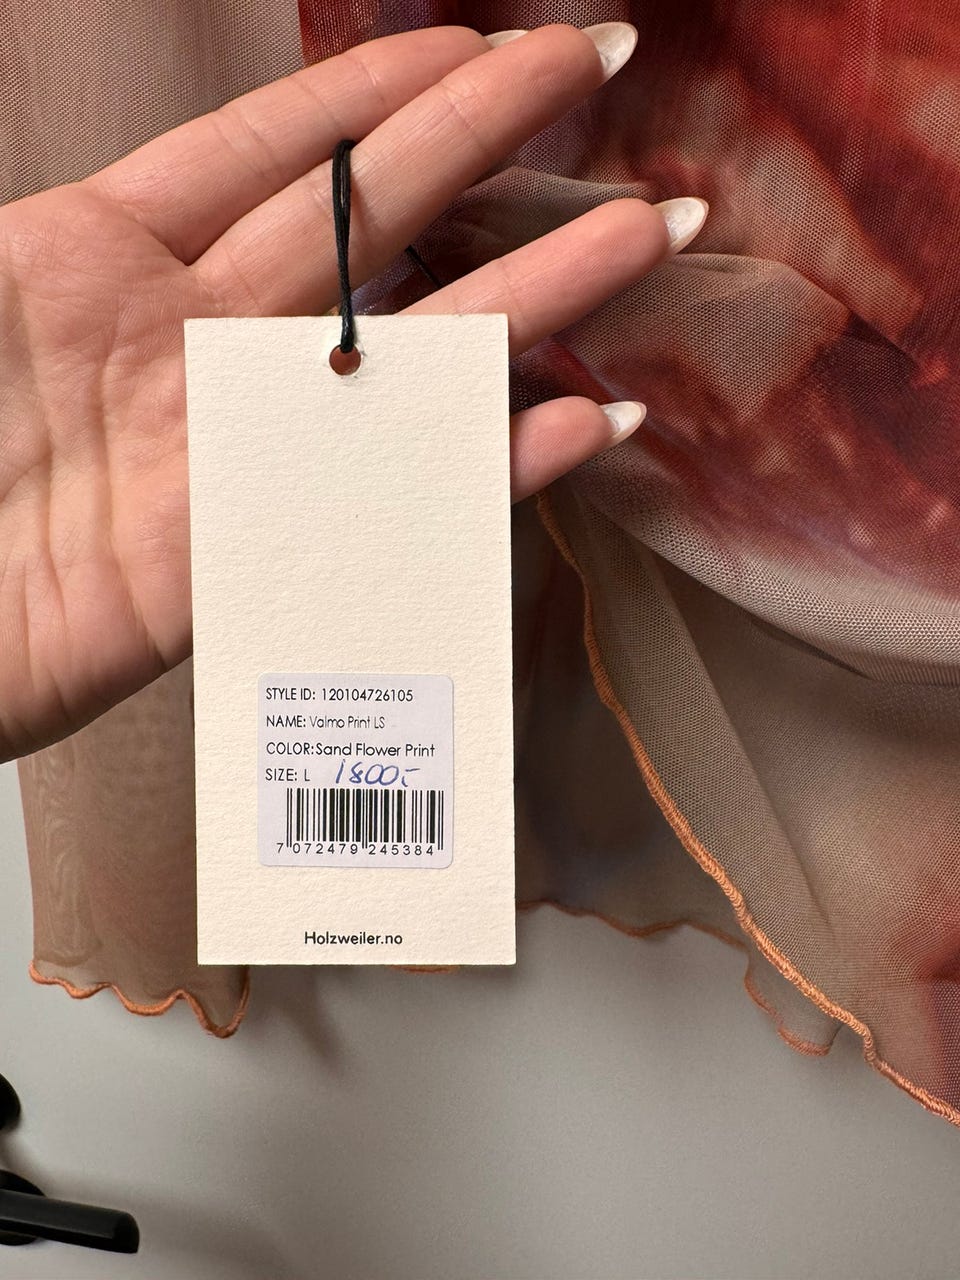 STYLE ID: 120104726105
NAME: Valmo Print LS
COLOR: Sand Flower Print
SIZE: L 1800,-
7 072479 245384
Holzweiler.no